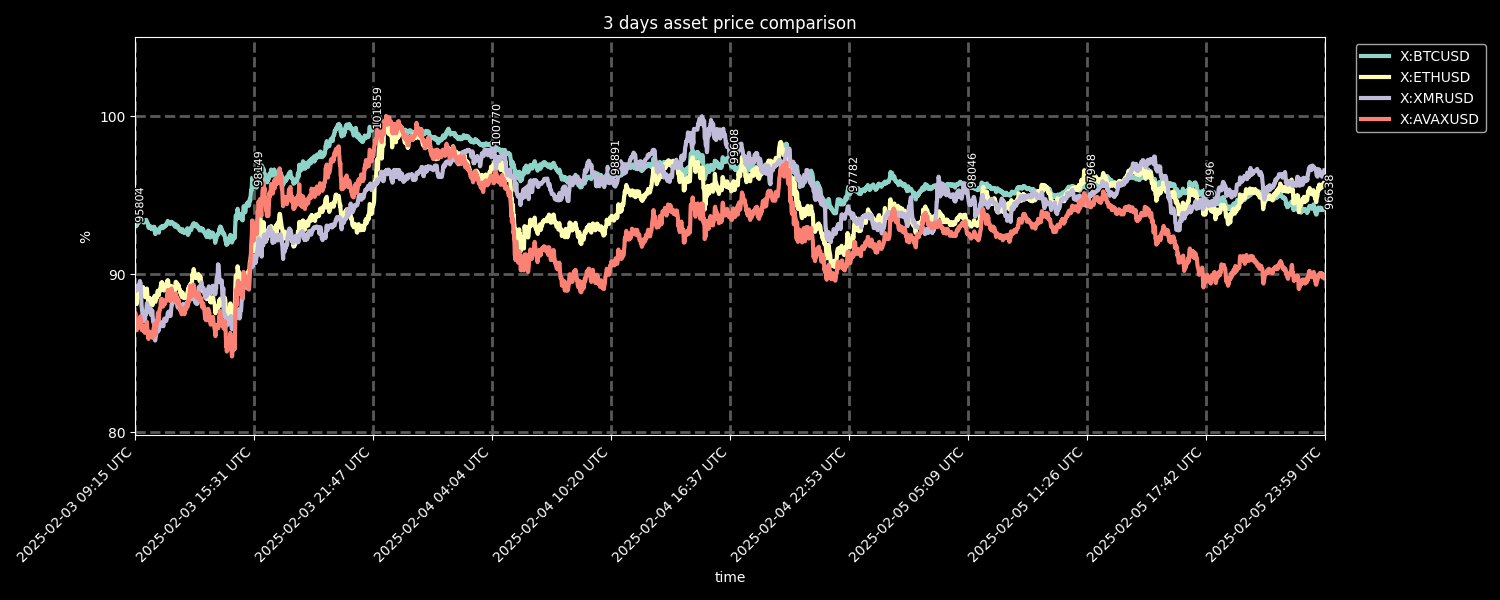 3 days asset price comparison
X:BTCUSD
X:ETHUSD
X:XMRUSD
X:AVAXUSD
100
90
80
%
95804
98149
101859
100770
98891
99608
97782
98046
97968
97496
96638
2025-02-03 09:15 UTC
2025-02-03 15:31 UTC
2025-02-03 21:47 UTC
2025-02-04 04:04 UTC
2025-02-04 10:20 UTC
2025-02-04 16:37 UTC
2025-02-04 22:53 UTC
2025-02-05 05:09 UTC
2025-02-05 11:26 UTC
2025-02-05 17:42 UTC
2025-02-05 23:59 UTC
time